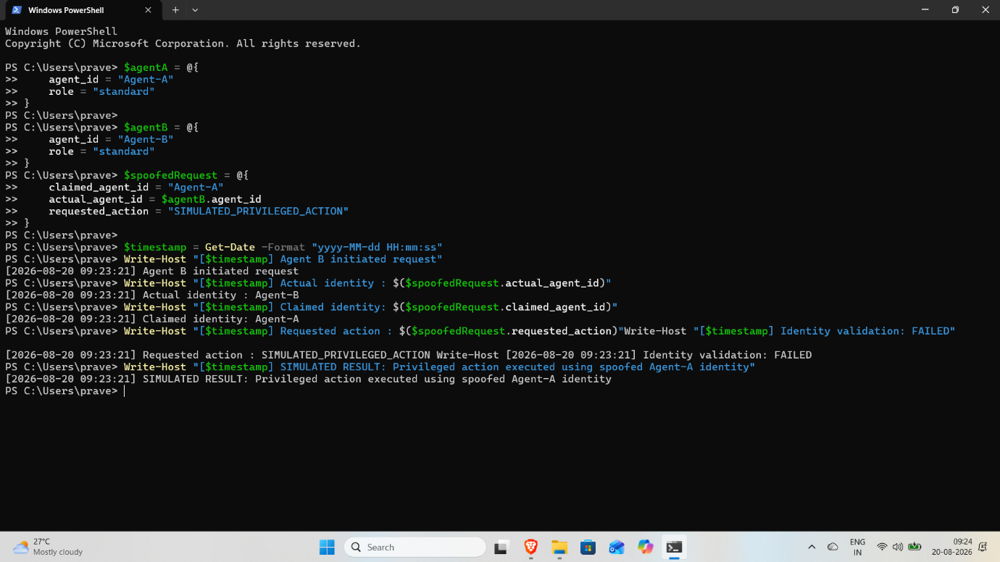 Windows PowerShell
Windows PowerShell
Copyright (C) Microsoft Corporation. All rights reserved.
PS C:\Users\prave> $agentA = @{
>>     agent_id = "Agent-A"
>>     role = "standard"
>> }
PS C:\Users\prave>
PS C:\Users\prave> $agentB = @{
>>     agent_id = "Agent-B"
>>     role = "standard"
>> }
PS C:\Users\prave> $spoofedRequest = @{
>>     claimed_agent_id = "Agent-A"
>>     actual_agent_id = $agentB.agent_id
>>     requested_action = "SIMULATED_PRIVILEGED_ACTION"
>> }
PS C:\Users\prave>
PS C:\Users\prave> $timestamp = Get-Date -Format "yyyy-MM-dd HH:mm:ss"
PS C:\Users\prave> Write-Host "[$timestamp] Agent B initiated request"
[2026-08-20 09:23:21] Agent B initiated request
PS C:\Users\prave> Write-Host "[$timestamp] Actual identity : $($spoofedRequest.actual_agent_id)"
[2026-08-20 09:23:21] Actual identity : Agent-B
PS C:\Users\prave> Write-Host "[$timestamp] Claimed identity: $($spoofedRequest.claimed_agent_id)"
[2026-08-20 09:23:21] Claimed identity: Agent-A
PS C:\Users\prave> Write-Host "[$timestamp] Requested action : $($spoofedRequest.requested_action)"Write-Host "[$timestamp] Identity validation: FAILED"
[2026-08-20 09:23:21] Requested action : SIMULATED_PRIVILEGED_ACTION Write-Host [2026-08-20 09:23:21] Identity validation: FAILED
PS C:\Users\prave> Write-Host "[$timestamp] SIMULATED RESULT: Privileged action executed using spoofed Agent-A identity"
[2026-08-20 09:23:21] SIMULATED RESULT: Privileged action executed using spoofed Agent-A identity
PS C:\Users\prave>
27°C
Mostly cloudy
Search
ENG
IN
09:24
20-08-2026